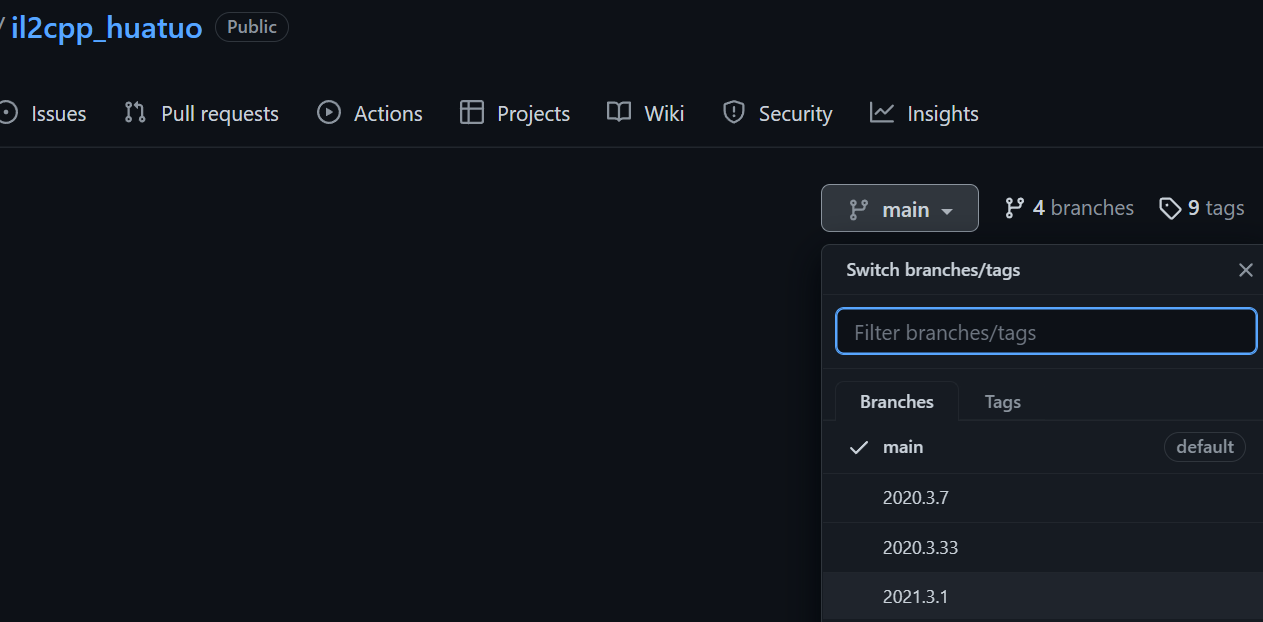 / il2cpp_huatuo Public
Issues Pull requests Actions Projects Wiki Security Insights
main 4 branches 9 tags
Switch branches/tags
Filter branches/tags
Branches Tags
main default
2020.3.7
2020.3.33
2021.3.1